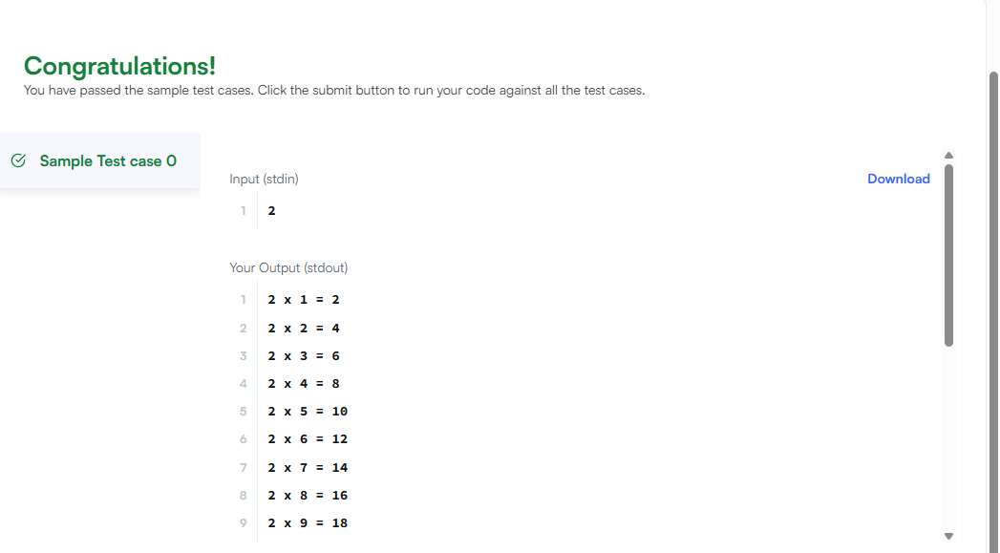 Congratulations!
You have passed the sample test cases. Click the submit button to run your code against all the test cases.
Sample Test case 0
Input (stdin)
Download
1 2
Your Output (stdout)
1 2 x 1 = 2
2 2 x 2 = 4
3 2 x 3 = 6
4 2 x 4 = 8
5 2 x 5 = 10
6 2 x 6 = 12
7 2 x 7 = 14
8 2 x 8 = 16
9 2 x 9 = 18